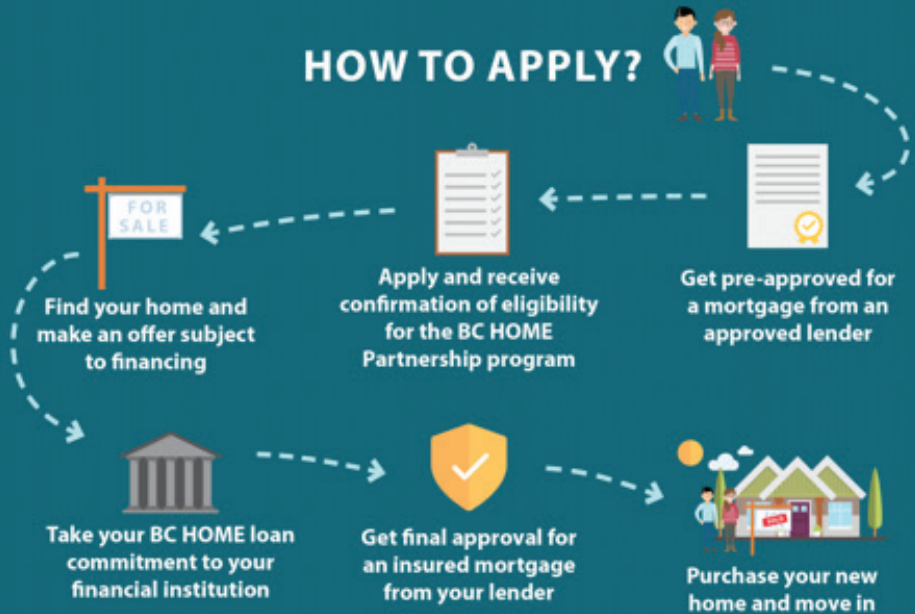 HOW TO APPLY?
Get pre-approved for
a mortgage from an
approved lender
Apply and receive
confirmation of eligibility
for the BC HOME
Partnership program
FOR
SALE
Find your home and
make an offer subject
to financing
Take your BC HOME loan
commitment to your
financial institution
Get final approval for
an insured mortgage
from your lender
SOLD
Purchase your new
home and move in